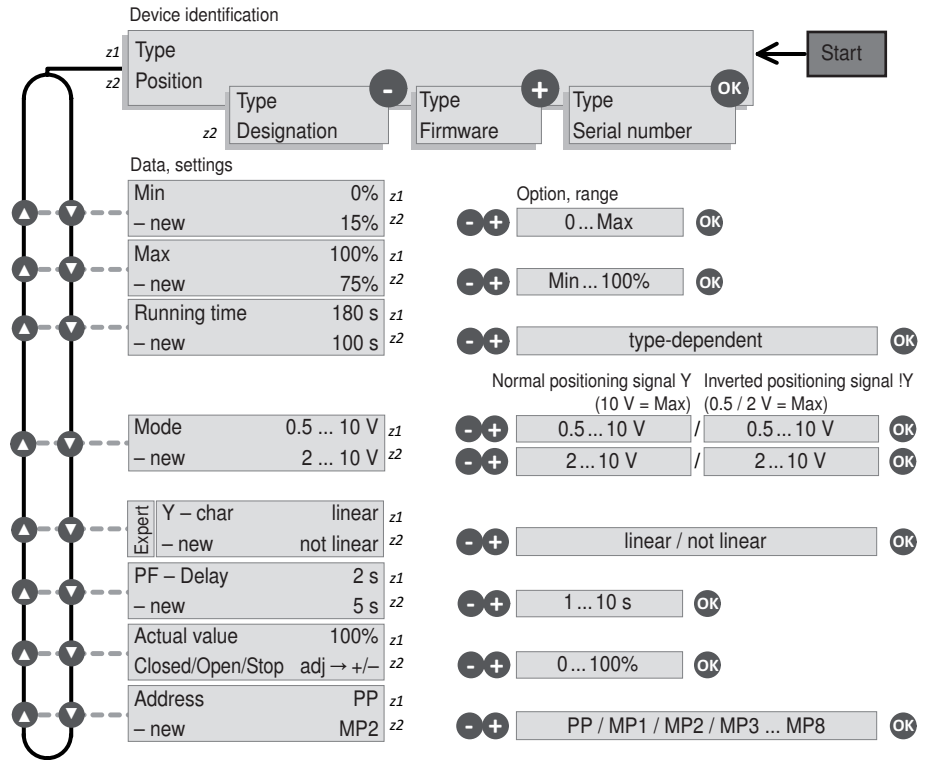 Device identification
z1 Type
Start
z2 Position
- + OK
Type Type Type
z2 Designation Firmware Serial number
Data, settings
Min 0% z1 Option, range
– new 15% z2 - + 0 ... Max OK
Max 100% z1
– new 75% z2 - + Min ... 100% OK
Running time 180 s z1
– new 100 s z2 - + type-dependent OK
Normal positioning signal Y Inverted positioning signal !Y
(10 V = Max) (0.5 / 2 V = Max)
Mode 0.5 ... 10 V z1 - + 0.5 ... 10 V / 0.5 ... 10 V OK
– new 2 ... 10 V z2 - + 2 ... 10 V / 2 ... 10 V OK
Expert
Y – char linear z1
– new not linear z2 - + linear / not linear OK
PF – Delay 2 s z1
– new 5 s z2 - + 1 ... 10 s OK
Actual value 100% z1
Closed/Open/Stop adj → +/– z2 - + 0 ... 100% OK
Address PP z1
– new MP2 z2 - + PP / MP1 / MP2 / MP3 ... MP8 OK